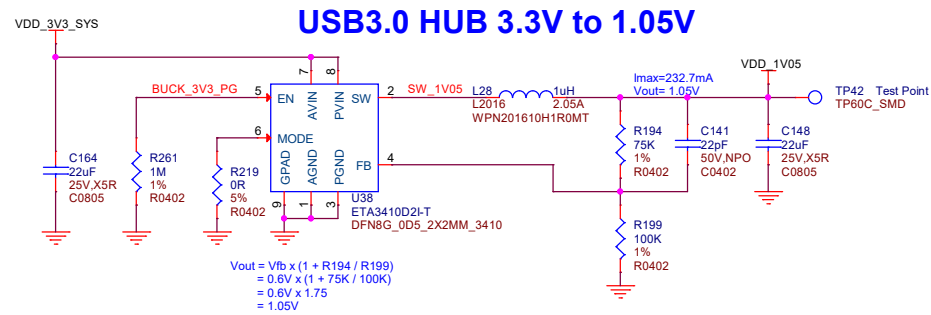 USB3.0 HUB 3.3V to 1.05V
VDD_3V3_SYS
VDD_1V05
Imax=232.7mA
Vout= 1.05V
BUCK_3V3_PG
SW_1V05
7
8
5
EN
AVIN
PVIN
SW
2
L28
1uH
L2016
2.05A
WPN201610H1R0MT
TP42
Test Point
TP60C_SMD
6
MODE
GPAD
AGND
PGND
FB
4
9
1
3
U38
ETA3410D2I-T
DFN8G_0D5_2X2MM_3410
C164
22uF
25V,X5R
C0805
R261
1M
1%
R0402
R219
0R
5%
R0402
R194
75K
1%
R0402
C141
22pF
50V,NPO
C0402
C148
22uF
25V,X5R
C0805
R199
100K
1%
R0402
Vout = Vfb x (1 + R194 / R199)
= 0.6V x (1 + 75K / 100K)
= 0.6V x 1.75
= 1.05V